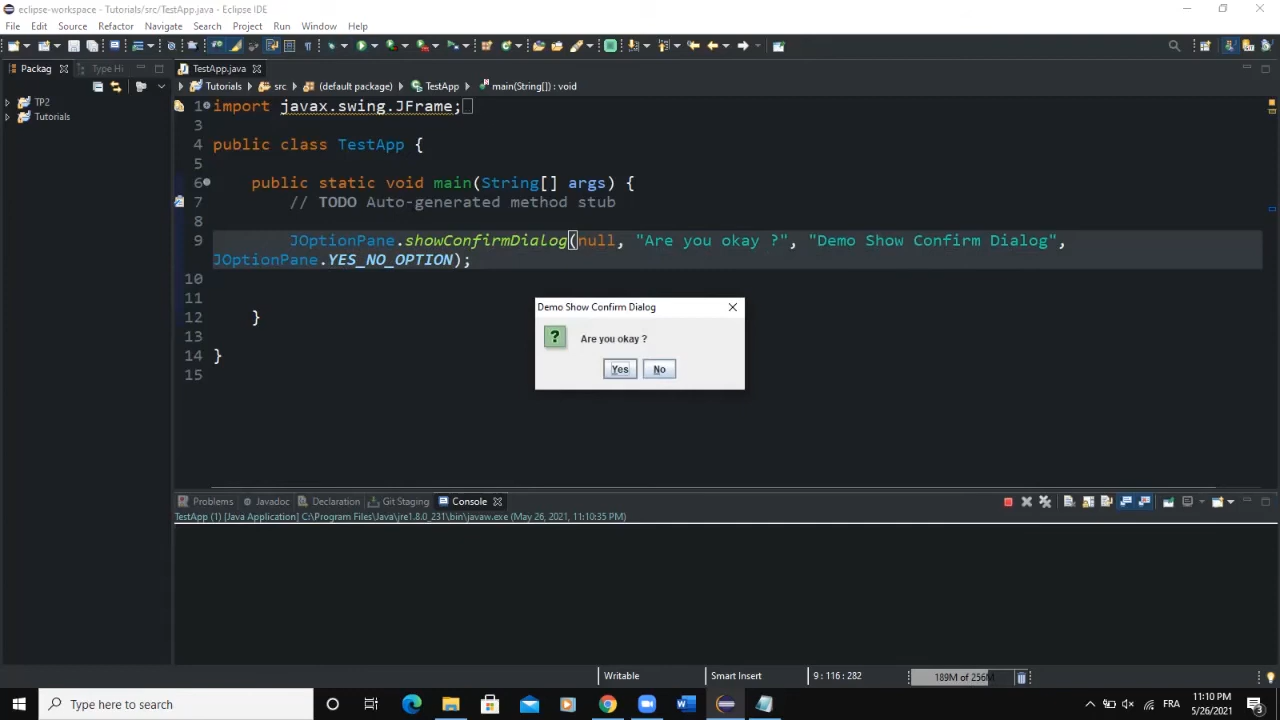 eclipse-workspace - Tutorials/src/TestApp.java - Eclipse IDE
File Edit Source Refactor Navigate Search Project Run Window Help
Packag Type Hi TestApp.java
Tutorials src (default package) TestApp main(String[]) : void
TP2
Tutorials
1 import javax.swing.JFrame;
3
4 public class TestApp {
5
6 public static void main(String[] args) {
7 // TODO Auto-generated method stub
8
9 JOptionPane.showConfirmDialog(null, "Are you okay ?", "Demo Show Confirm Dialog",
JOptionPane.YES_NO_OPTION);
10
11
12 }
13
14 }
15
Demo Show Confirm Dialog
?
Are you okay ?
Yes No
Problems Javadoc Declaration Git Staging Console
TestApp (1) [Java Application] C:\Program Files\Java\jre1.8.0_231\bin\javaw.exe (May 26, 2021, 11:10:35 PM)
Writable Smart Insert 9 : 116 : 282 189M of 256M
Type here to search
FRA
11:10 PM
5/26/2021
3